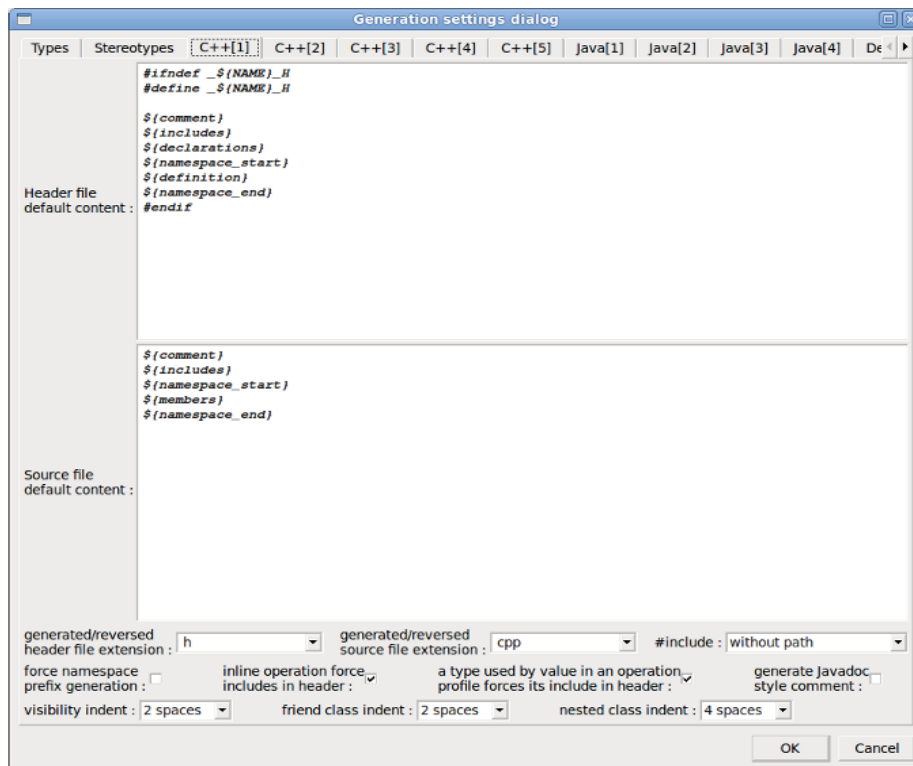 Generation settings dialog
Types Stereotypes C++[1] C++[2] C++[3] C++[4] C++[5] Java[1] Java[2] Java[3] Java[4] De
#ifndef _${NAME}_H
#define _${NAME}_H
${comment}
${includes}
${declarations}
${namespace_start}
${definition}
${namespace_end}
#endif
Header file
default content :
${comment}
${includes}
${namespace_start}
${members}
${namespace_end}
Source file
default content :
generated/reversed
header file extension : h
generated/reversed
source file extension : cpp
#include : without path
force namespace
prefix generation :
inline operation force
includes in header :
a type used by value in an operation
profile forces its include in header :
generate Javadoc
style comment :
visibility indent : 2 spaces friend class indent : 2 spaces nested class indent : 4 spaces
OK Cancel